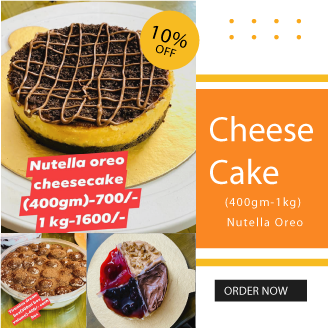 10%
OFF
Nutella oreo
cheesecake
(400gm)-700/-
1 kg-1600/-
Cheese
Cake
(400gm-1kg)
Nutella Oreo
ORDER NOW